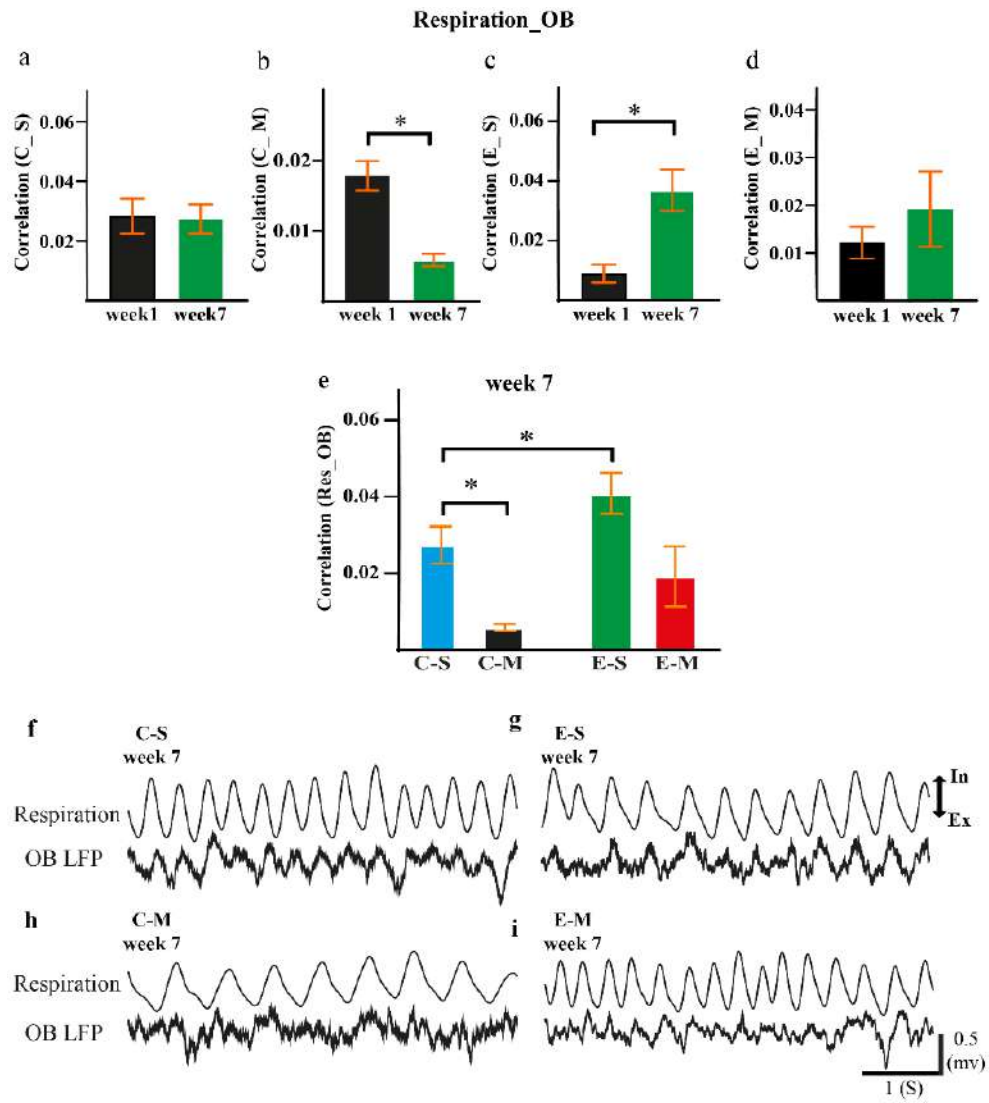 Respiration_OB
a
Correlation (C_ S)
0.06
0.04
0.02
week1 week7
b
Correlation (C_M)
0.02
0.01
*
week 1 week 7
c
Correlation (E_ S)
0.06
0.04
0.02
*
week 1 week 7
d
Correlation (E_ M)
0.04
0.03
0.02
0.01
week 1 week 7
e
week 7
Correlation (Res_OB)
0.06
0.04
0.02
*
*
C-S C-M E-S E-M
f
C-S
week 7
Respiration
OB LFP
g
E-S
week 7
In
Ex
h
C-M
week 7
Respiration
OB LFP
i
E-M
week 7
0.5
(mv)
1 (S)